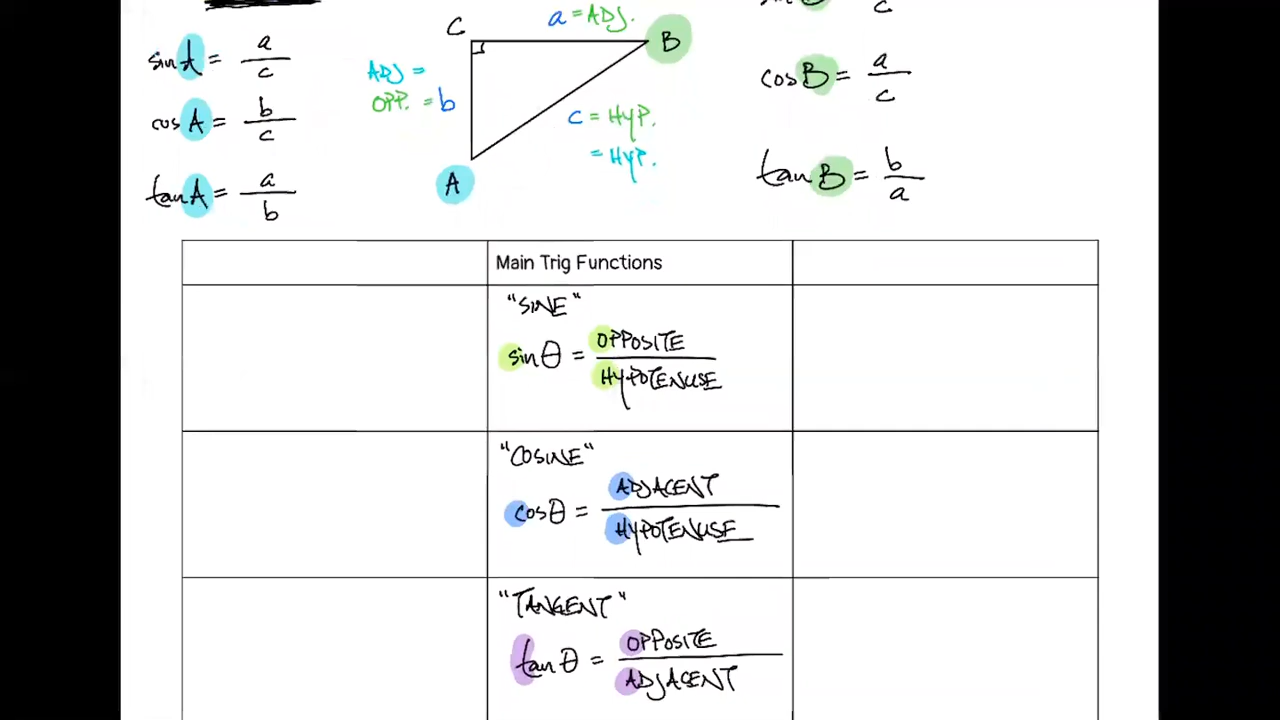 sin A = a/c
cos A = b/c
tan A = a/b
C
a = ADJ.
B
ADJ =
OPP. = b
c = HYP.
= HYP.
A
c
cos B = a/c
tan B = b/a
Main Trig Functions
"SINE"
sin θ = OPPOSITE/HYPOTENUSE
"COSINE"
cos θ = ADJACENT/HYPOTENUSE
"TANGENT"
tan θ = OPPOSITE/ADJACENT